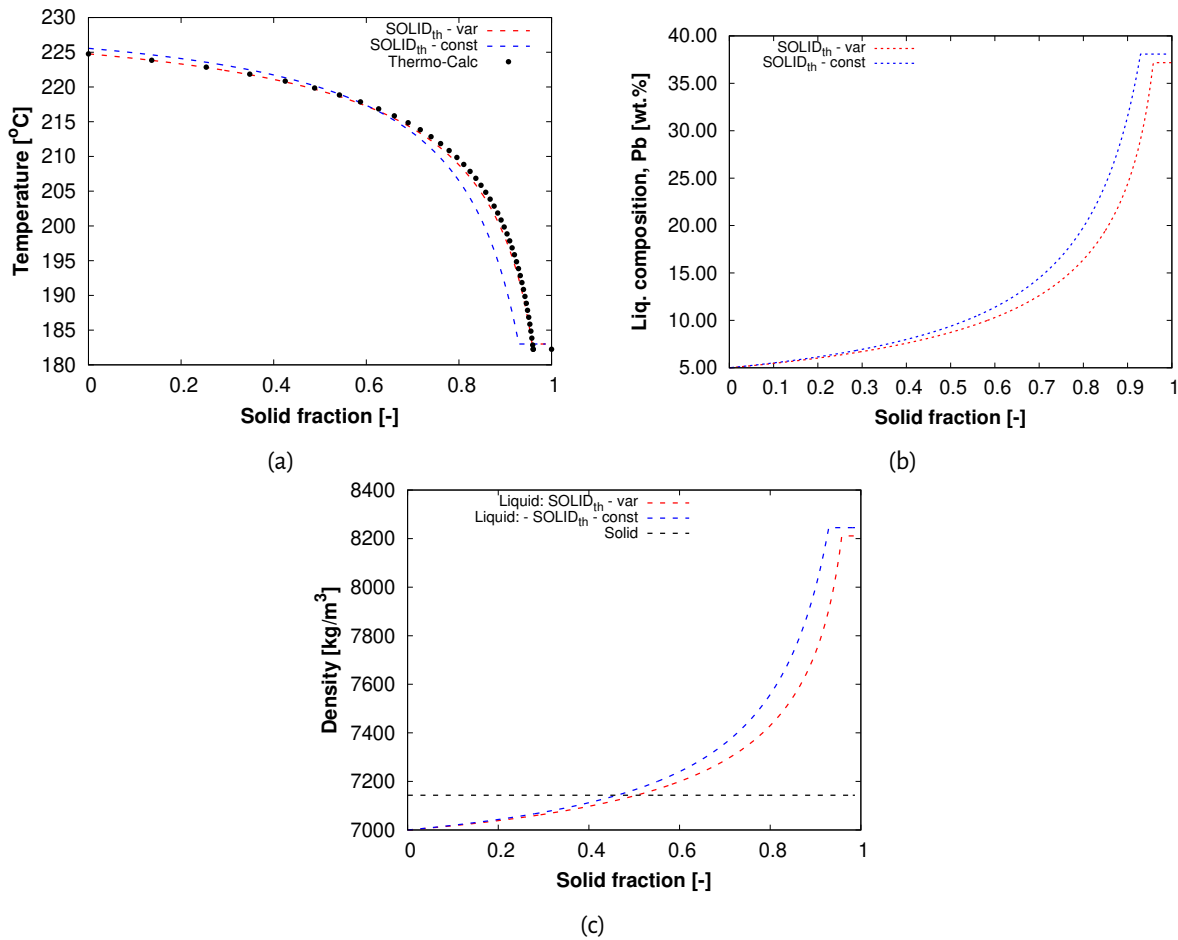 230
225
220
215
210
205
200
195
190
185
180
0
0.2
0.4
0.6
0.8
1
Temperature [oC]
Solid fraction [-]
SOLIDth - var
SOLIDth - const
Thermo-Calc
(a)
40.00
35.00
30.00
25.00
20.00
15.00
10.00
5.00
0
0.1
0.2
0.3
0.4
0.5
0.6
0.7
0.8
0.9
1
Liq. composition, Pb [wt.%]
Solid fraction [-]
SOLIDth - var
SOLIDth - const
(b)
8400
8200
8000
7800
7600
7400
7200
7000
0
0.2
0.4
0.6
0.8
1
Density [kg/m3]
Solid fraction [-]
Liquid: SOLIDth - var
Liquid: - SOLIDth - const
Solid
(c)